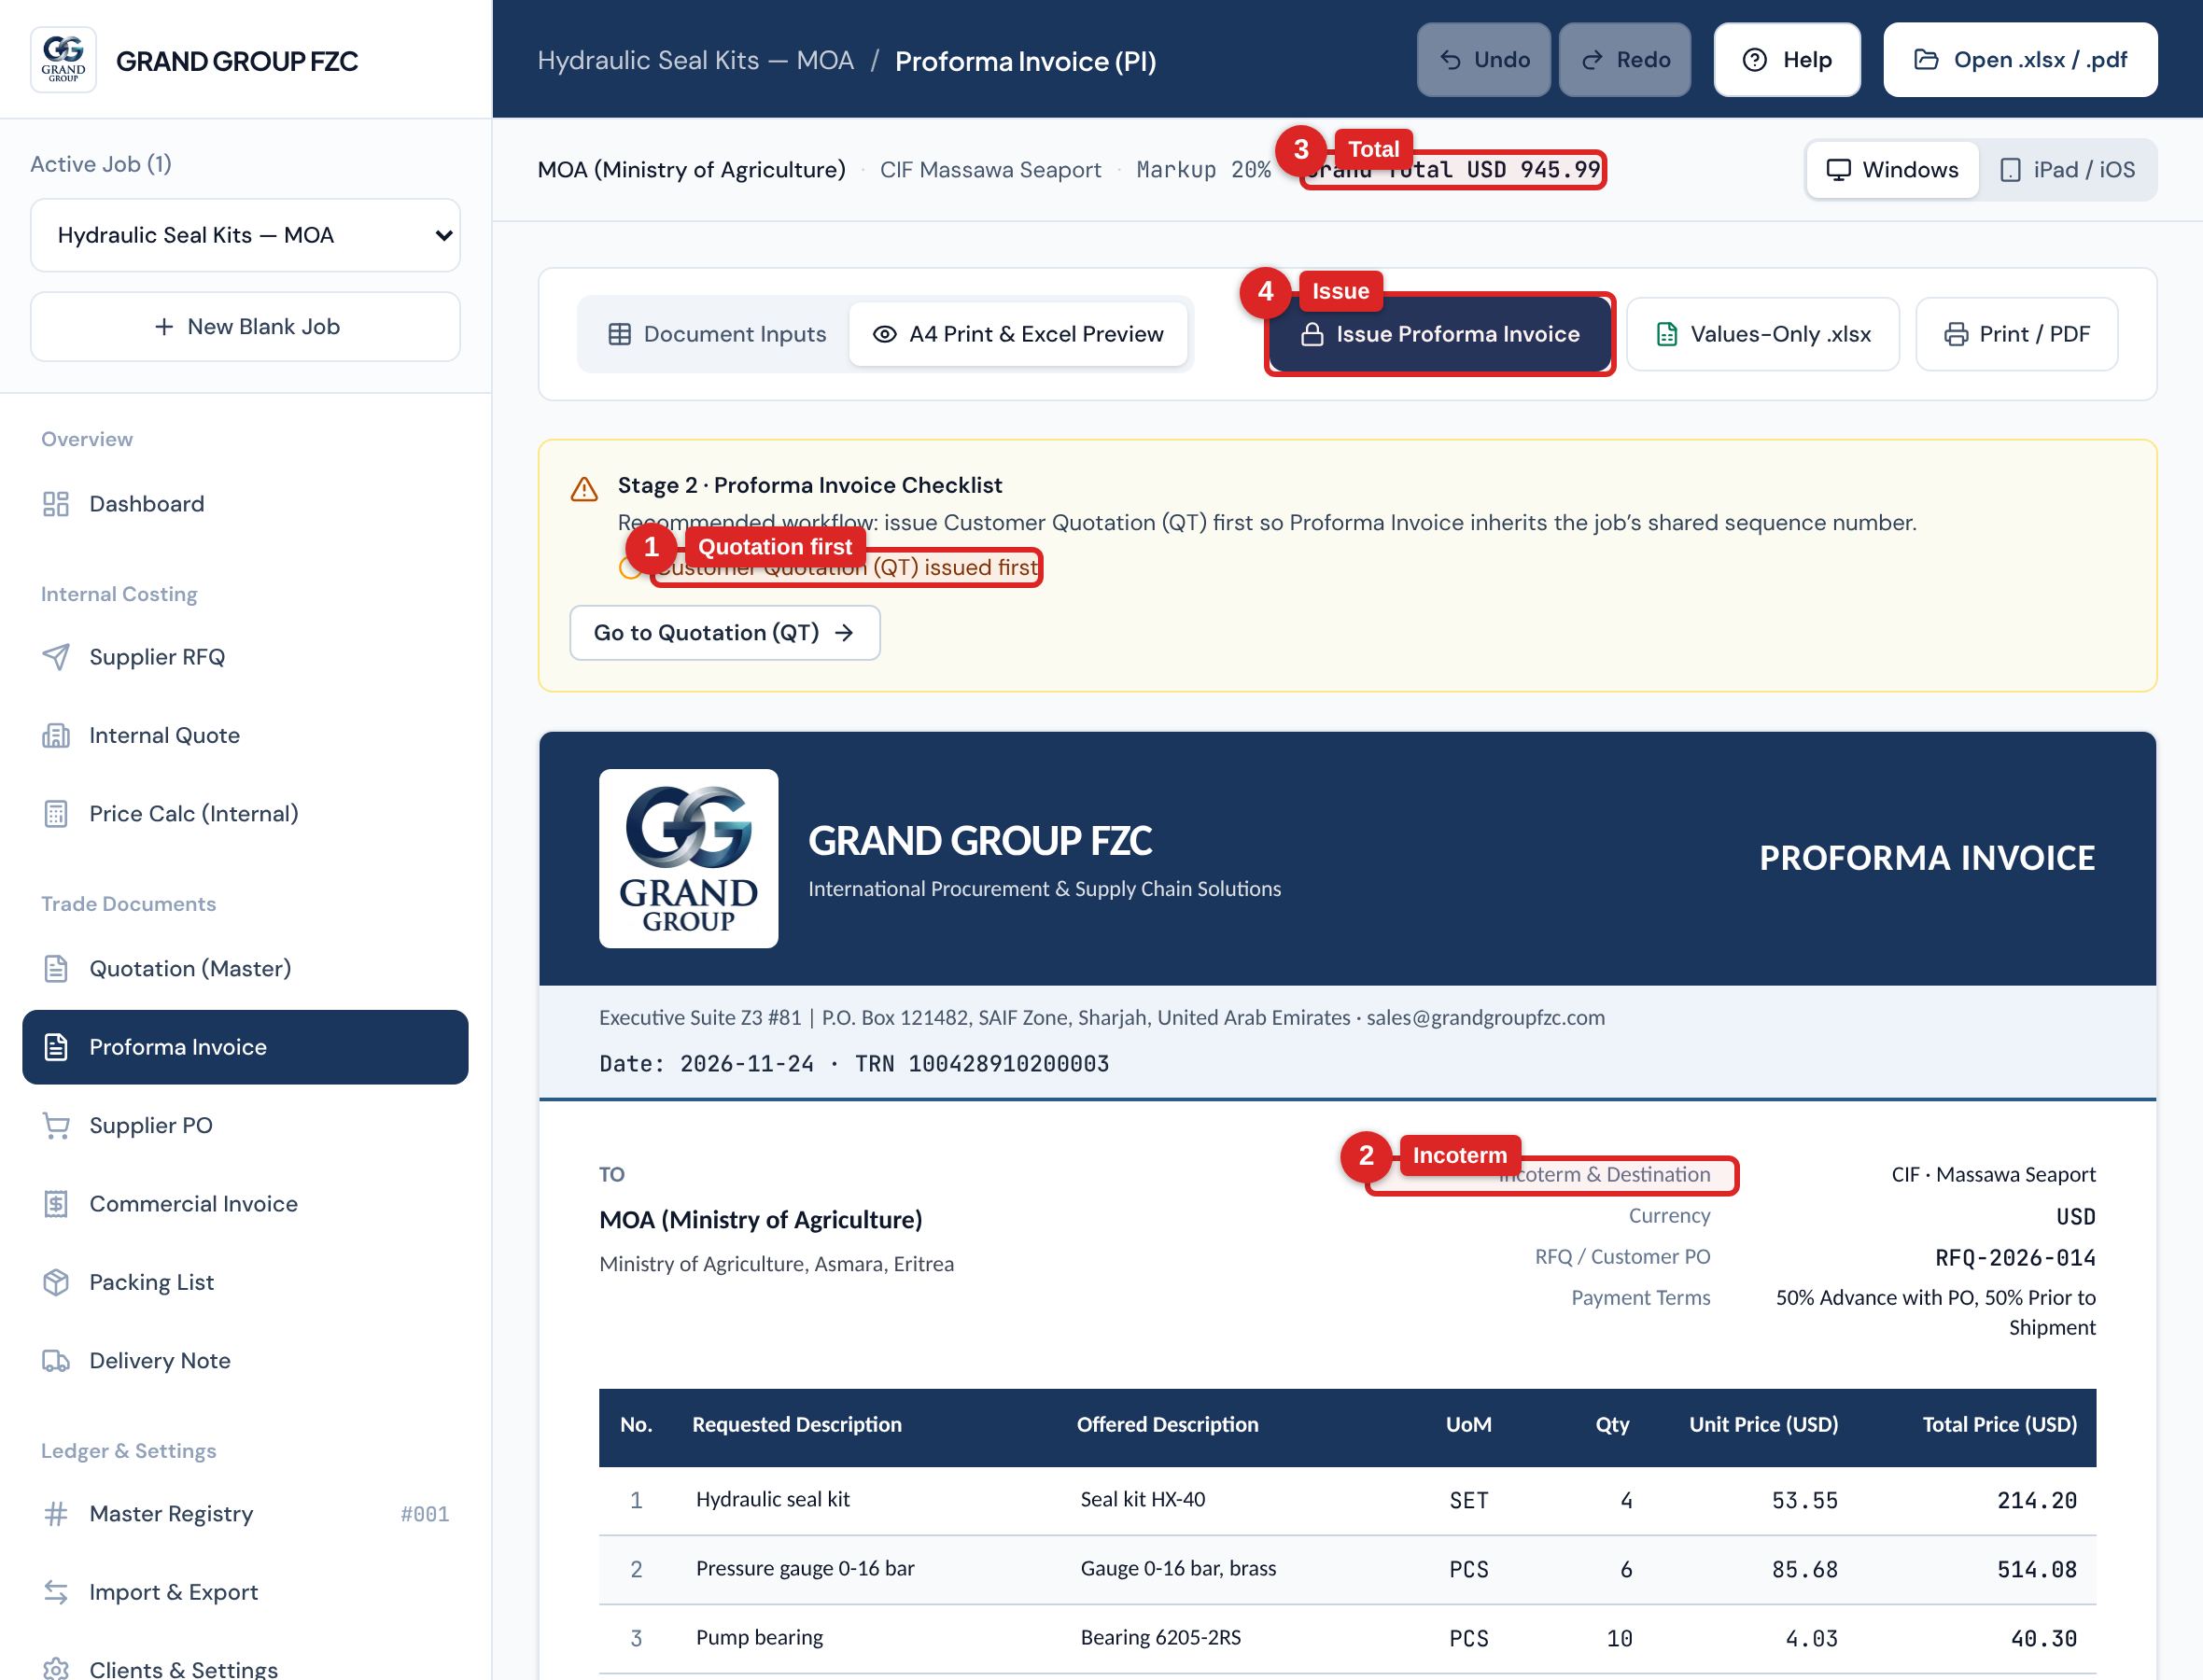 GRAND GROUP
GRAND GROUP FZC
Hydraulic Seal Kits — MOA / Proforma Invoice (PI)
Undo
Redo
Help
Open .xlsx / .pdf
Active Job (1)
Hydraulic Seal Kits — MOA
New Blank Job
MOA (Ministry of Agriculture) · CIF Massawa Seaport · Markup 20%
3 Total
Grand Total USD 945.99
Windows
iPad / iOS
Document Inputs
A4 Print & Excel Preview
4 Issue
Issue Proforma Invoice
Values-Only .xlsx
Print / PDF
Stage 2 · Proforma Invoice Checklist
Recommended workflow: issue Customer Quotation (QT) first so Proforma Invoice inherits the job’s shared sequence number.
1 Quotation first
Customer Quotation (QT) issued first
Go to Quotation (QT)
Overview
Dashboard
Internal Costing
Supplier RFQ
Internal Quote
Price Calc (Internal)
Trade Documents
Quotation (Master)
Proforma Invoice
Supplier PO
Commercial Invoice
Packing List
Delivery Note
Ledger & Settings
Master Registry #001
Import & Export
Clients & Settings
GRAND
GROUP
GRAND GROUP FZC
International Procurement & Supply Chain Solutions
PROFORMA INVOICE
Executive Suite Z3 #81 | P.O. Box 121482, SAIF Zone, Sharjah, United Arab Emirates · sales@grandgroupfzc.com
Date: 2026-11-24 · TRN 100428910200003
TO
MOA (Ministry of Agriculture)
Ministry of Agriculture, Asmara, Eritrea
2 Incoterm
Incoterm & Destination CIF · Massawa Seaport
Currency USD
RFQ / Customer PO RFQ-2026-014
Payment Terms 50% Advance with PO, 50% Prior to
Shipment
No. Requested Description Offered Description UoM Qty Unit Price (USD) Total Price (USD)
1 Hydraulic seal kit Seal kit HX-40 SET 4 53.55 214.20
2 Pressure gauge 0-16 bar Gauge 0-16 bar, brass PCS 6 85.68 514.08
3 Pump bearing Bearing 6205-2RS PCS 10 4.03 40.30